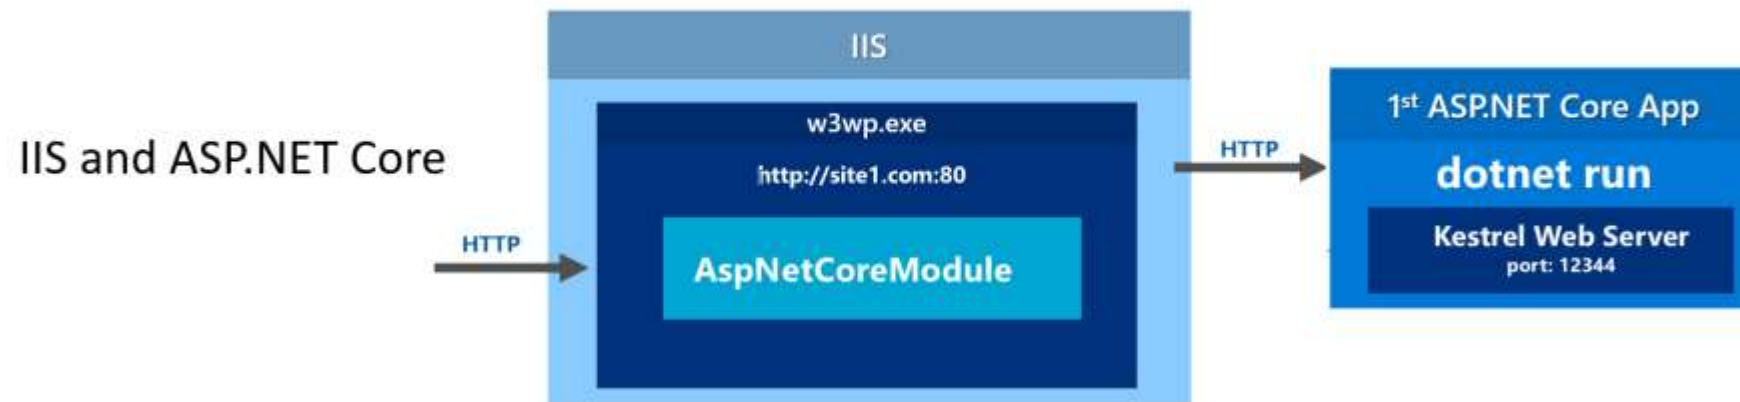 IIS and ASP.NET Core
HTTP
IIS
w3wp.exe
http://site1.com:80
AspNetCoreModule
HTTP
1st ASP.NET Core App
dotnet run
Kestrel Web Server
port: 12344